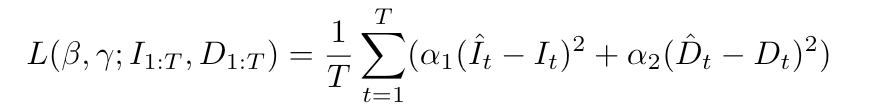 L(β, γ; I_{1:T}, D_{1:T}) = \frac{1}{T} \sum_{t=1}^{T} (α_1(\hat{I}_t − I_t)^2 + α_2(\hat{D}_t − D_t)^2)